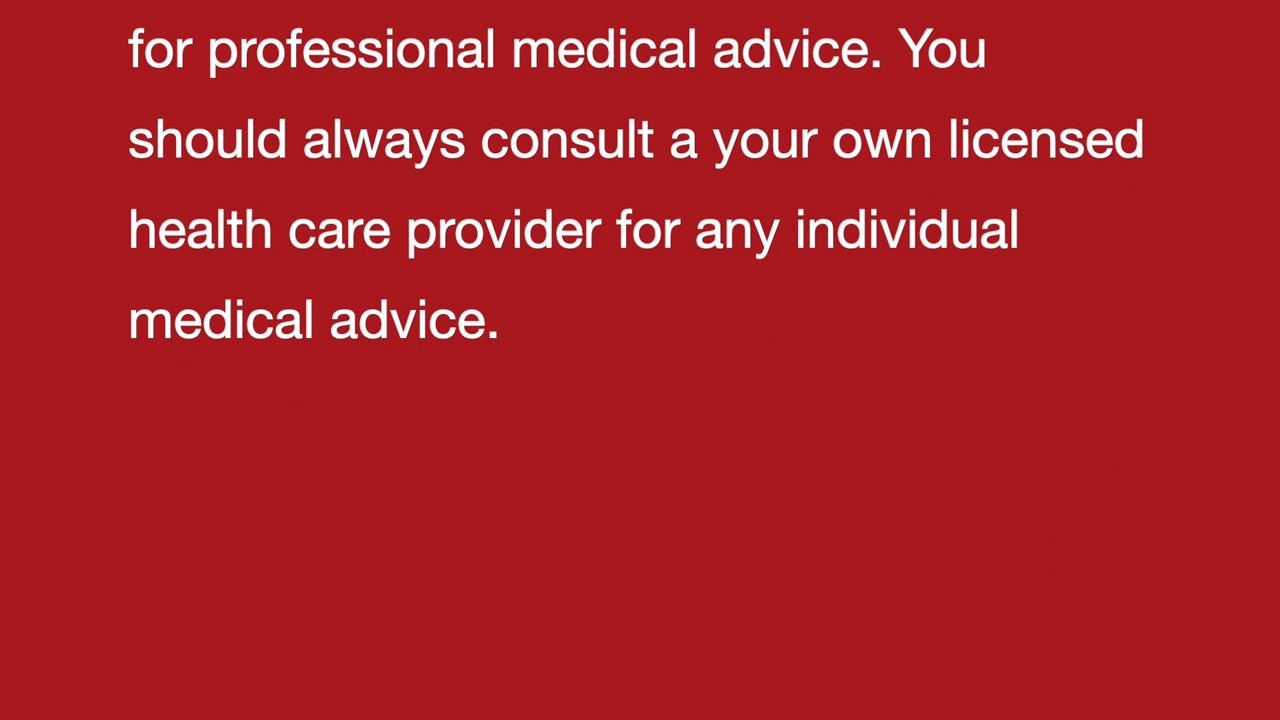 for professional medical advice. You
should always consult a your own licensed
health care provider for any individual
medical advice.